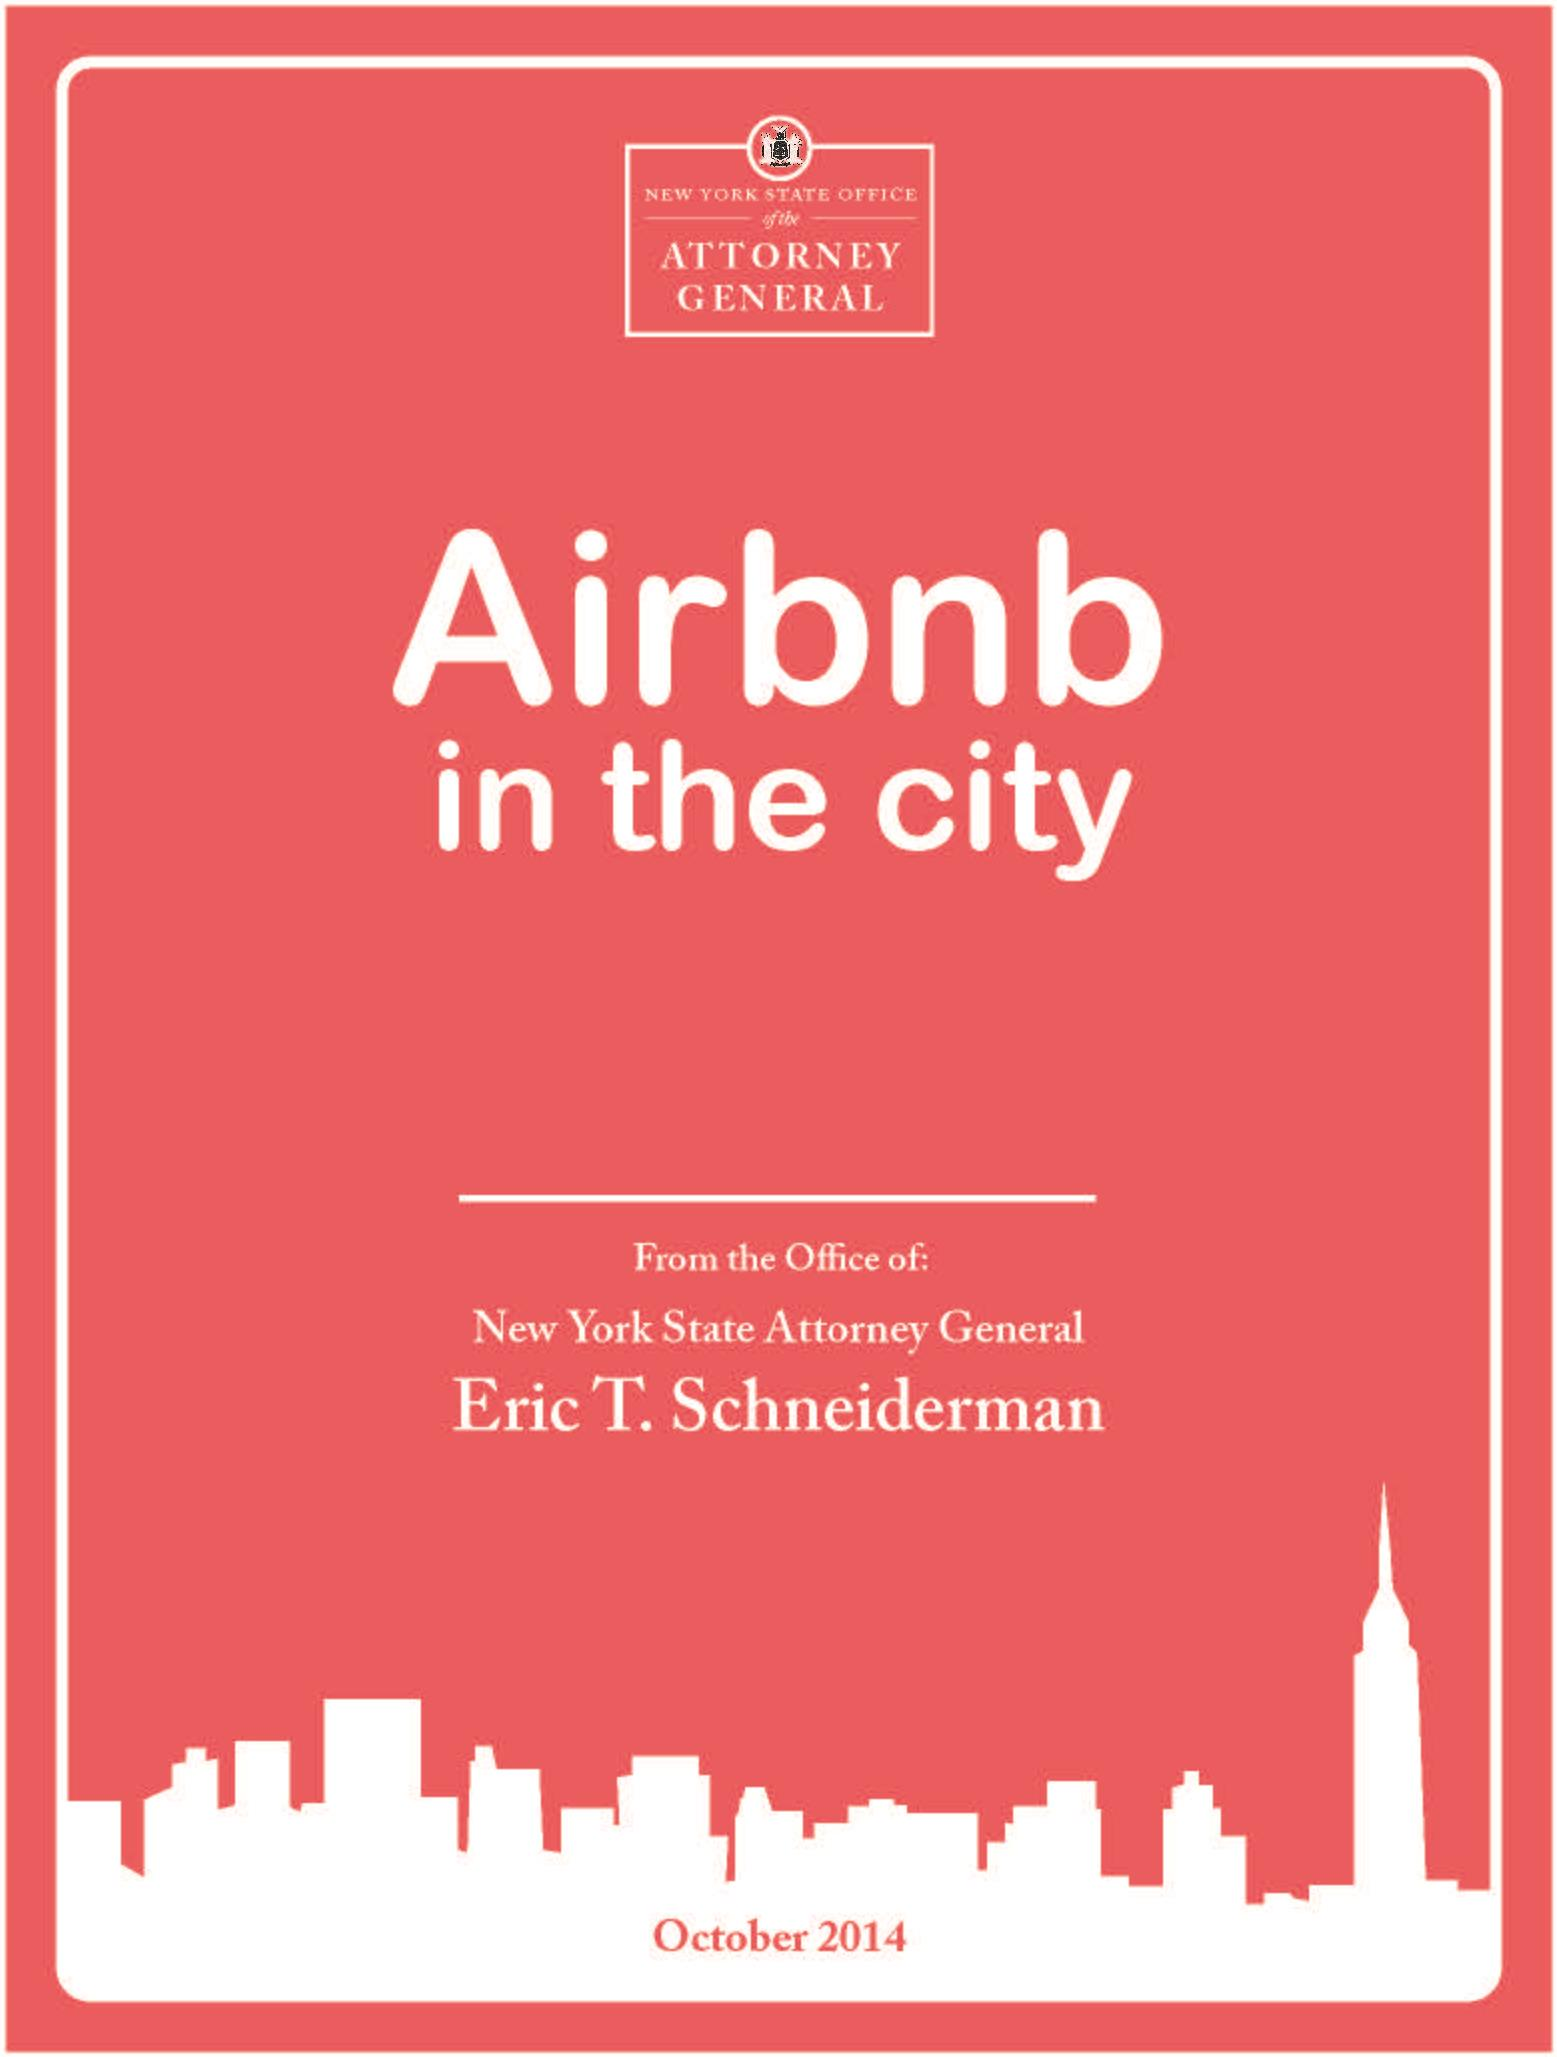 NEW YORK STATE OFFICE
of the
ATTORNEY
GENERAL
Airbnb
in the city
From the Office of:
New York State Attorney General
Eric T. Schneiderman
October 2014